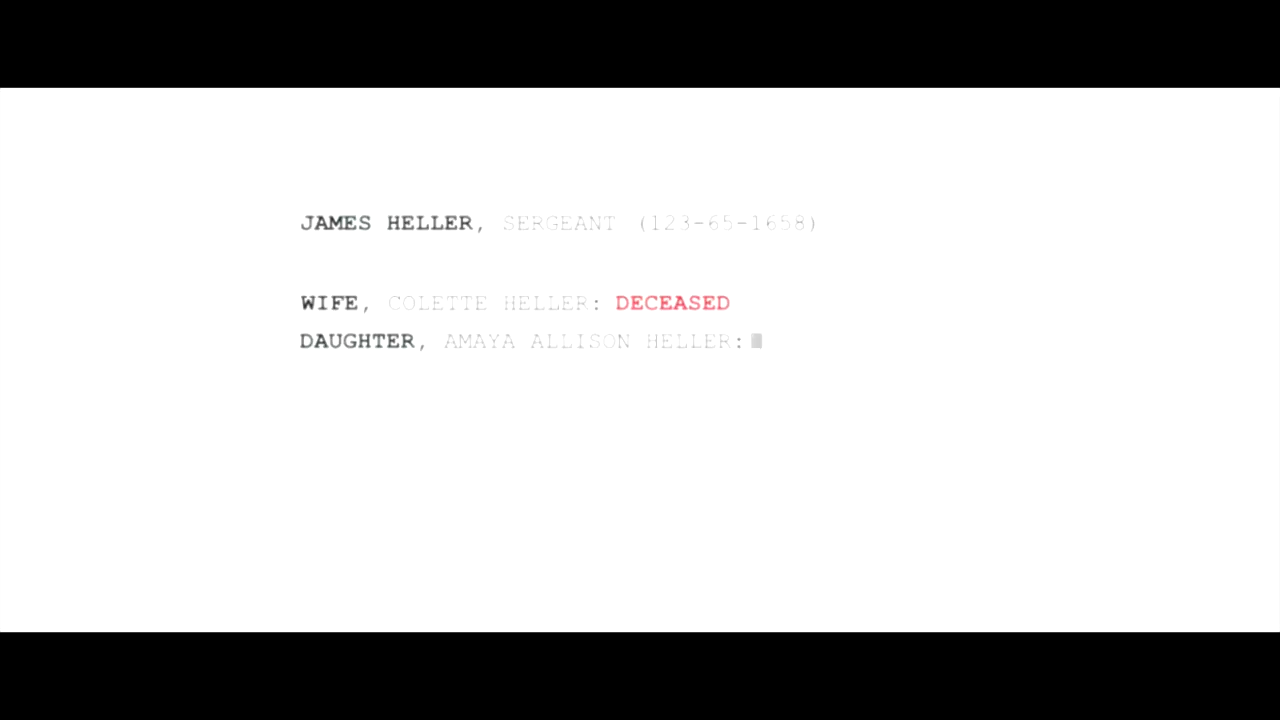 JAMES HELLER, SERGEANT (123-65-1658)
WIFE, COLETTE HELLER: DECEASED
DAUGHTER, AMAYA ALLISON HELLER: